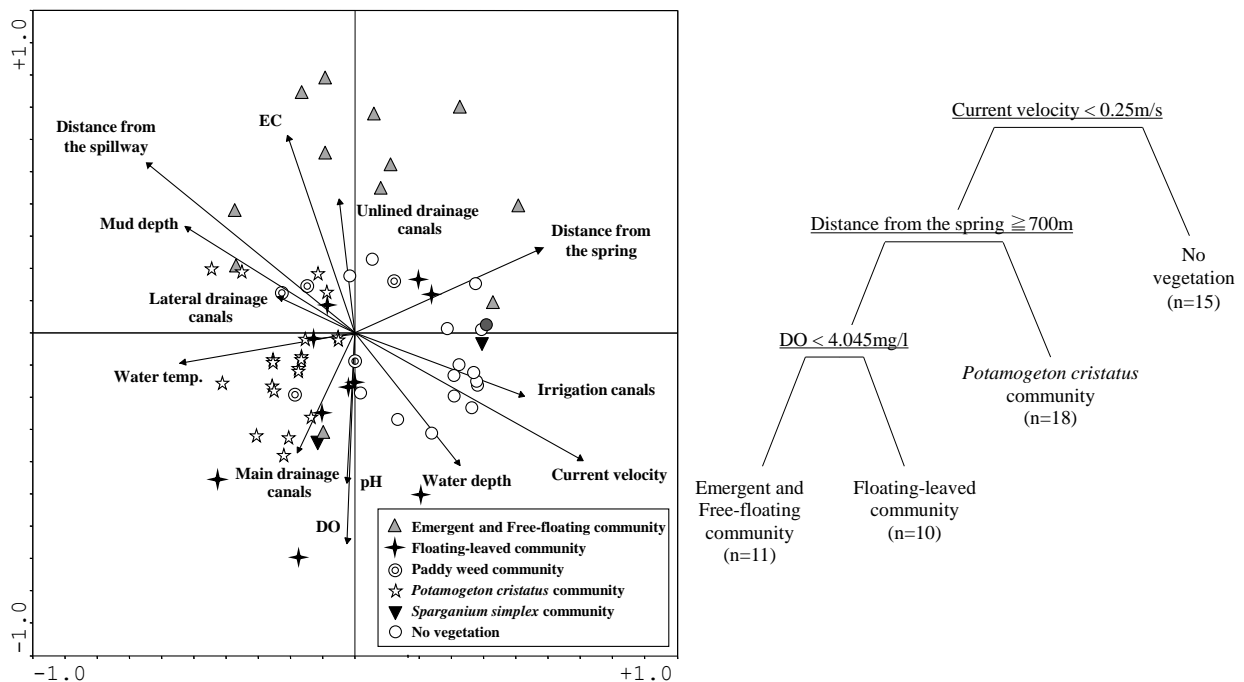 +1.0
-1.0
-1.0
+1.0
EC
Distance from
the spillway
Mud depth
Unlined drainage
canals
Distance from
the spring
Lateral drainage
canals
Water temp.
Irrigation canals
Main drainage
canals
pH
Water depth
Current velocity
DO
Emergent and Free-floating community
Floating-leaved community
Paddy weed community
Potamogeton cristatus community
Sparganium simplex community
No vegetation
Current velocity < 0.25m/s
Distance from the spring ≧ 700m
No
vegetation
(n=15)
DO < 4.045mg/l
Potamogeton cristatus
community
(n=18)
Emergent and
Free-floating
community
(n=11)
Floating-leaved
community
(n=10)